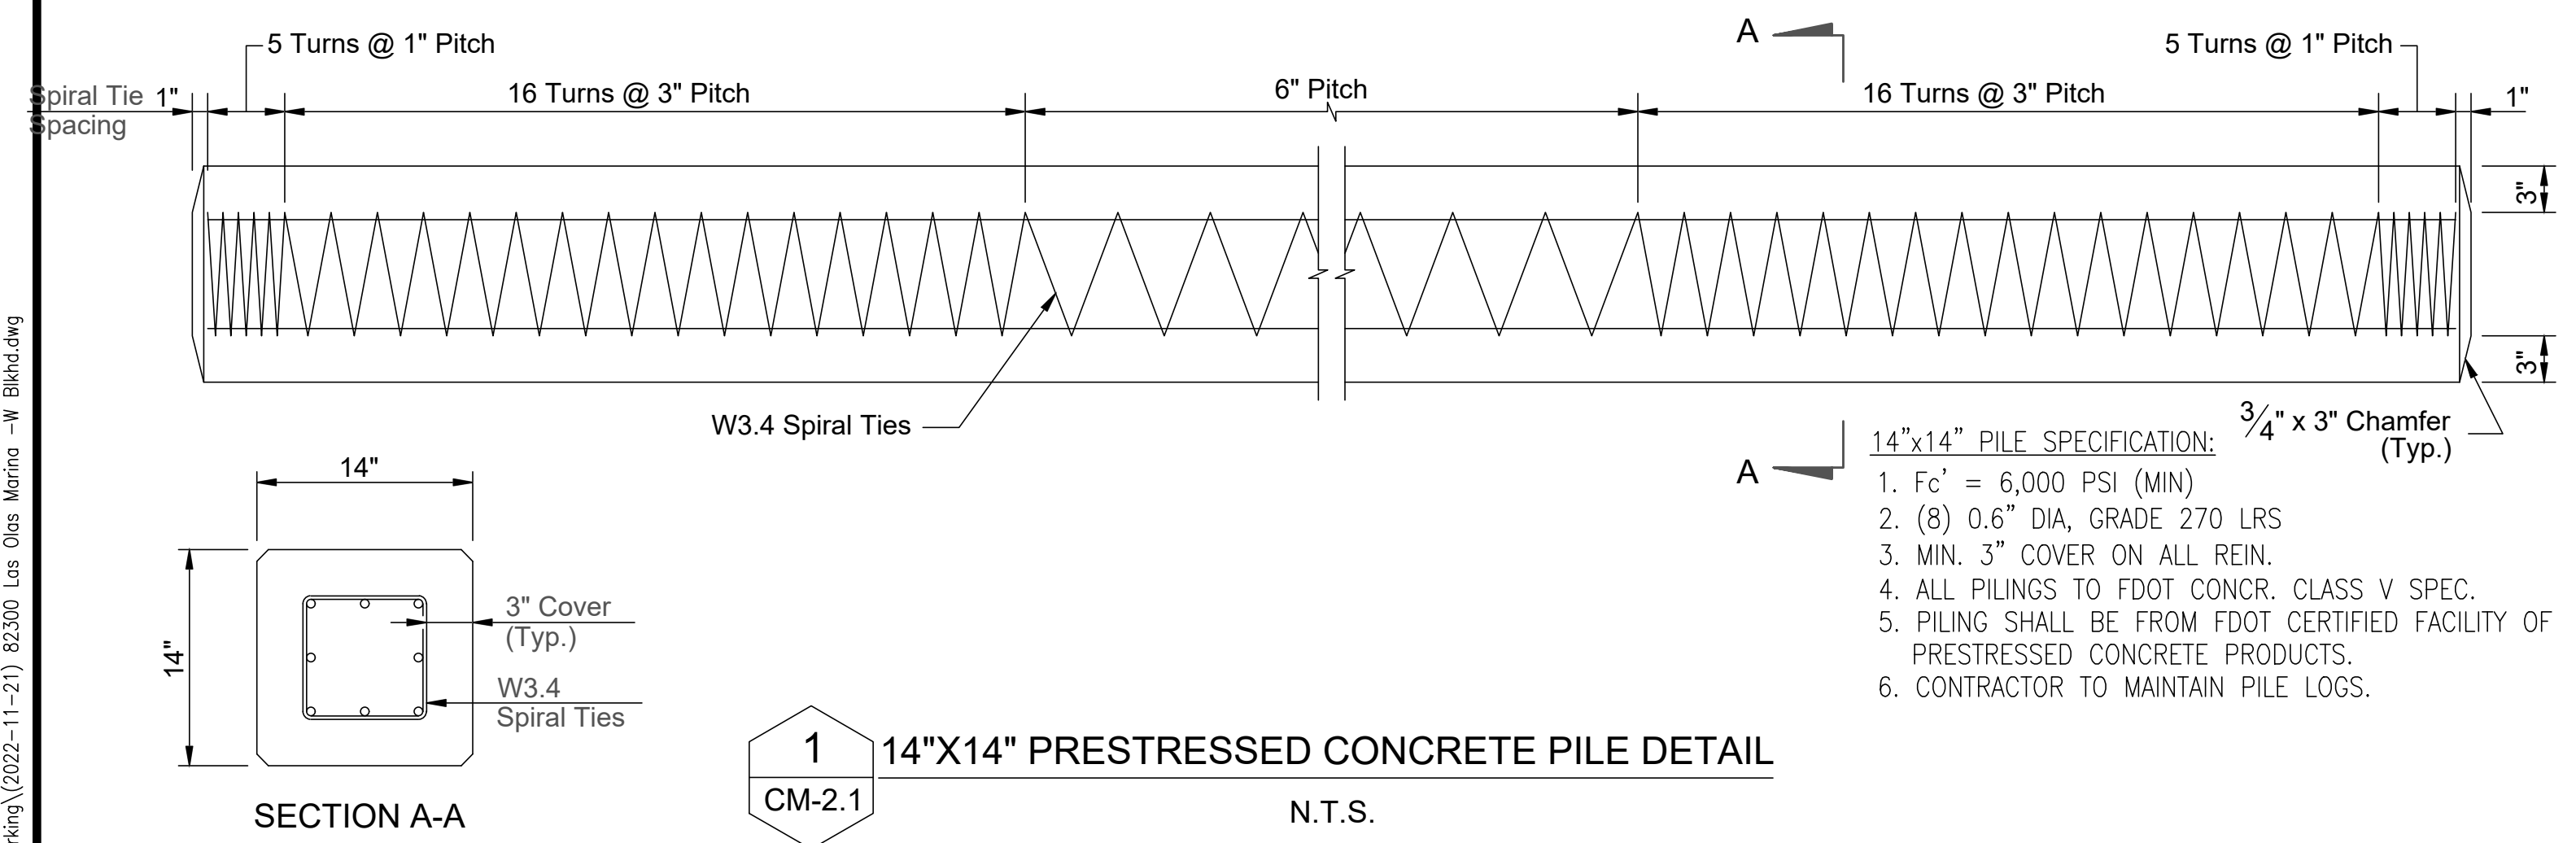 5 Turns @ 1" Pitch
A
5 Turns @ 1" Pitch
Spiral Tie
Spacing
1"
16 Turns @ 3" Pitch
6" Pitch
16 Turns @ 3" Pitch
1"
3"
3"
W3.4 Spiral Ties
3/4" x 3" Chamfer
(Typ.)
A
14"x14" PILE SPECIFICATION:
1. Fc' = 6,000 PSI (MIN)
2. (8) 0.6" DIA, GRADE 270 LRS
3. MIN. 3" COVER ON ALL REIN.
4. ALL PILINGS TO FDOT CONCR. CLASS V SPEC.
5. PILING SHALL BE FROM FDOT CERTIFIED FACILITY OF
PRESTRESSED CONCRETE PRODUCTS.
6. CONTRACTOR TO MAINTAIN PILE LOGS.
14"
14"
3" Cover
(Typ.)
W3.4
Spiral Ties
SECTION A-A
1
CM-2.1
14"X14" PRESTRESSED CONCRETE PILE DETAIL
N.T.S.
rking\(2022-11-21) 82300 Las Olas Marina -W Blkhd.dwg